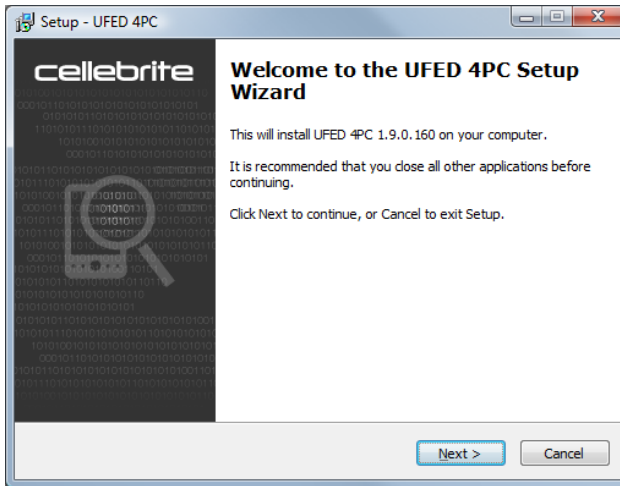 Setup - UFED 4PC
cellebrite
Welcome to the UFED 4PC Setup
Wizard
This will install UFED 4PC 1.9.0.160 on your computer.
It is recommended that you close all other applications before
continuing.
Click Next to continue, or Cancel to exit Setup.
Next >
Cancel